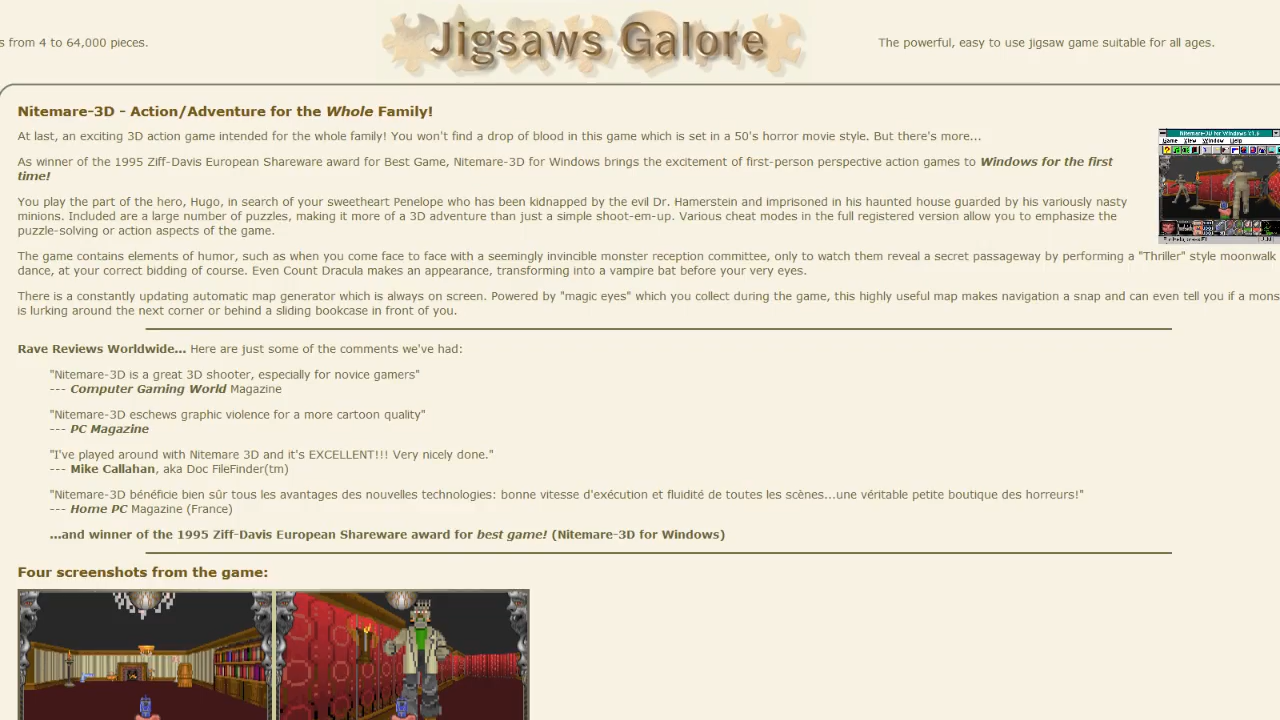 s from 4 to 64,000 pieces.
Jigsaws Galore
The powerful, easy to use jigsaw game suitable for all ages.
Nitemare-3D - Action/Adventure for the Whole Family!
At last, an exciting 3D action game intended for the whole family! You won't find a drop of blood in this game which is set in a 50's horror movie style. But there's more...
As winner of the 1995 Ziff-Davis European Shareware award for Best Game, Nitemare-3D for Windows brings the excitement of first-person perspective action games to Windows for the first
time!
You play the part of the hero, Hugo, in search of your sweetheart Penelope who has been kidnapped by the evil Dr. Hamerstein and imprisoned in his haunted house guarded by his variously nasty
minions. Included are a large number of puzzles, making it more of a 3D adventure than just a simple shoot-em-up. Various cheat modes in the full registered version allow you to emphasize the
puzzle-solving or action aspects of the game.
Nitemare-3D for Windows V1.5
Game View Window Help
The game contains elements of humor, such as when you come face to face with a seemingly invincible monster reception committee, only to watch them reveal a secret passageway by performing a "Thriller" style moonwalk
dance, at your correct bidding of course. Even Count Dracula makes an appearance, transforming into a vampire bat before your very eyes.
There is a constantly updating automatic map generator which is always on screen. Powered by "magic eyes" which you collect during the game, this highly useful map makes navigation a snap and can even tell you if a mons
is lurking around the next corner or behind a sliding bookcase in front of you.
Rave Reviews Worldwide... Here are just some of the comments we've had:
"Nitemare-3D is a great 3D shooter, especially for novice gamers"
--- Computer Gaming World Magazine
"Nitemare-3D eschews graphic violence for a more cartoon quality"
--- PC Magazine
"I've played around with Nitemare 3D and it's EXCELLENT!!! Very nicely done."
--- Mike Callahan, aka Doc FileFinder(tm)
"Nitemare-3D bénéficie bien sûr tous les avantages des nouvelles technologies: bonne vitesse d'exécution et fluidité de toutes les scènes...une véritable petite boutique des horreurs!"
--- Home PC Magazine (France)
...and winner of the 1995 Ziff-Davis European Shareware award for best game! (Nitemare-3D for Windows)
Four screenshots from the game: